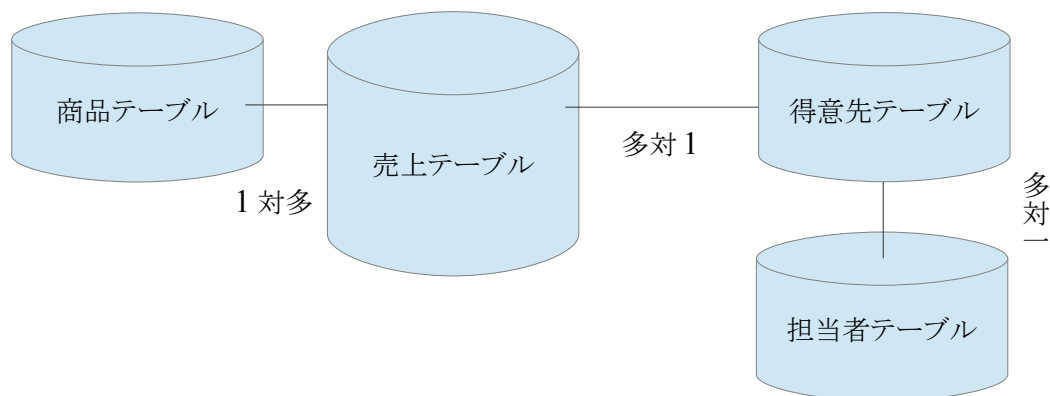 商品テーブル
1 対多
売上テーブル
多対 1
得意先テーブル
多対一
担当者テーブル